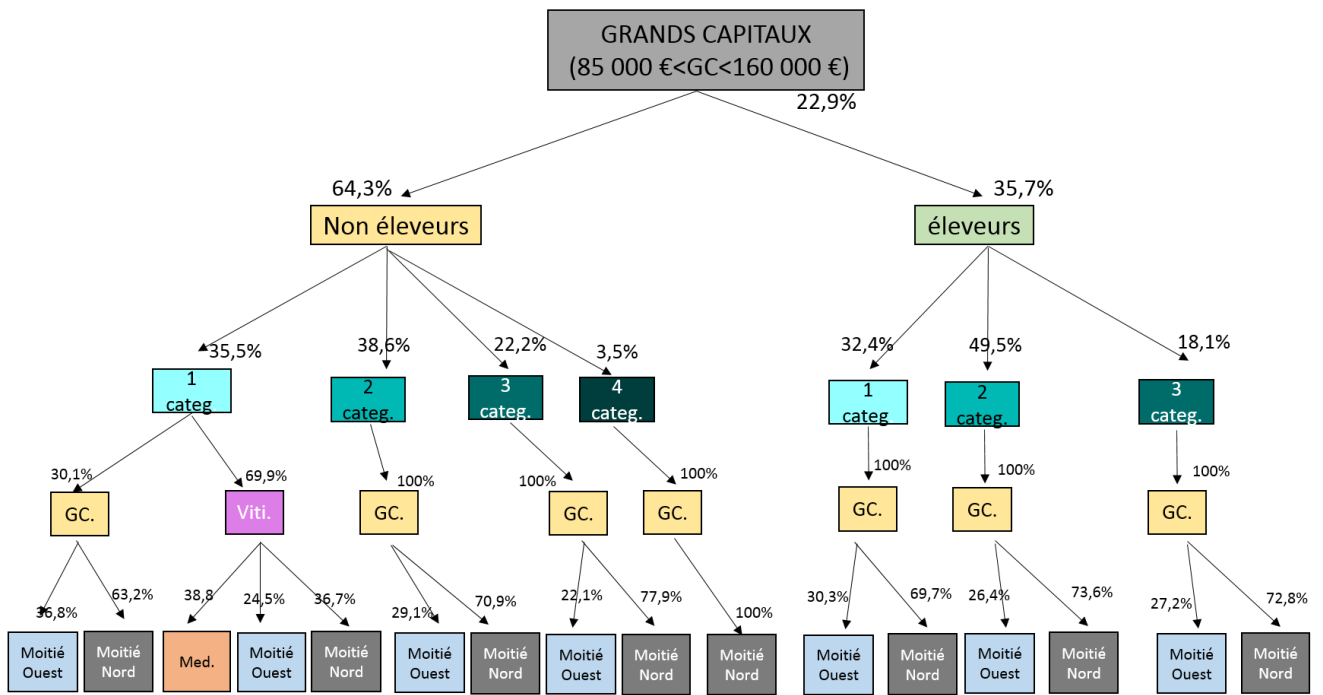 GRANDS CAPITAUX
(85 000 €<GC<160 000 €)
22,9%
64,3%
35,7%
Non éleveurs
éleveurs
35,5%
38,6%
22,2%
3,5%
32,4%
49,5%
18,1%
1
categ.
2
categ.
3
categ.
4
categ.
1
categ
2
categ.
3
categ.
30,1%
69,9%
100%
100%
100%
100%
100%
100%
GC.
Viti.
GC.
GC.
GC.
GC.
GC.
GC.
36,8%
63,2%
38,8
24,5%
36,7%
29,1%
70,9%
22,1%
77,9%
100%
30,3%
69,7%
26,4%
73,6%
27,2%
72,8%
Moitié
Ouest
Moitié
Nord
Med.
Moitié
Ouest
Moitié
Nord
Moitié
Ouest
Moitié
Nord
Moitié
Ouest
Moitié
Nord
Moitié
Nord
Moitié
Ouest
Moitié
Nord
Moitié
Ouest
Moitié
Nord
Moitié
Ouest
Moitié
Nord